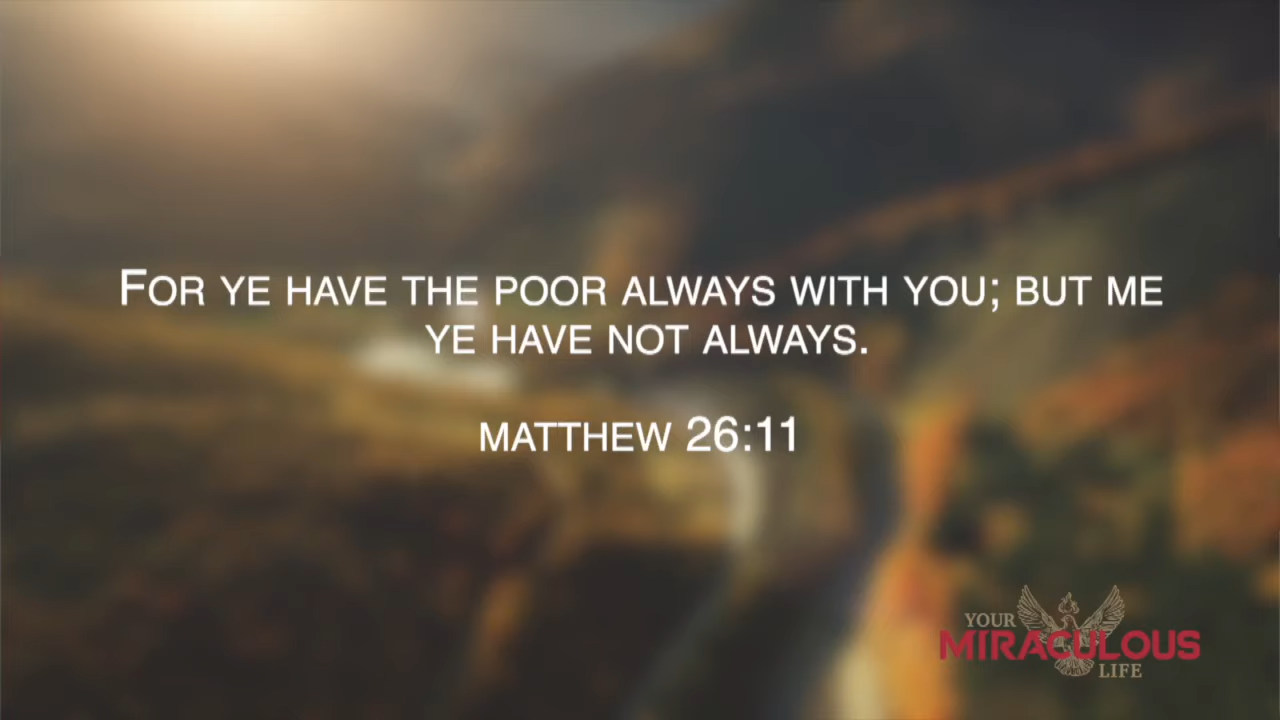 FOR YE HAVE THE POOR ALWAYS WITH YOU; BUT ME
YE HAVE NOT ALWAYS.
MATTHEW 26:11
YOUR
MIRACULOUS
LIFE